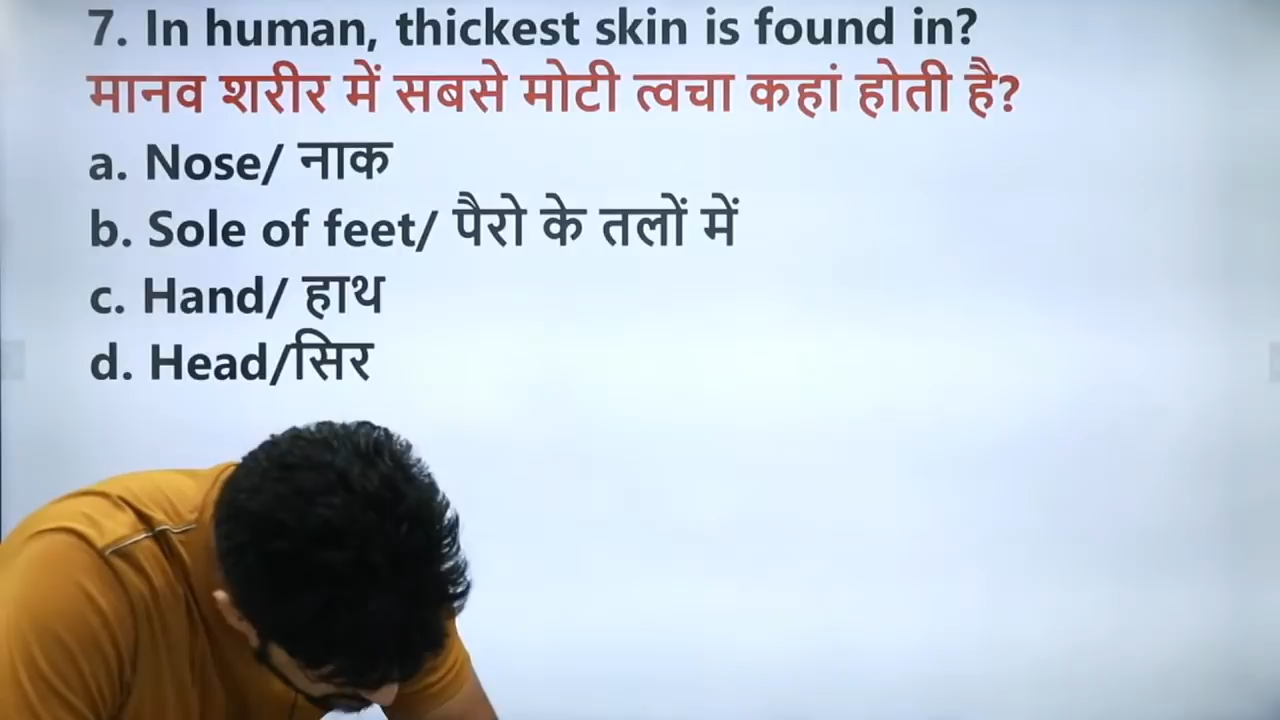 7. In human, thickest skin is found in?
मानव शरीर में सबसे मोटी त्वचा कहां होती है?
a. Nose/ नाक
b. Sole of feet/ पैरो के तलों में
c. Hand/ हाथ
d. Head/सिर